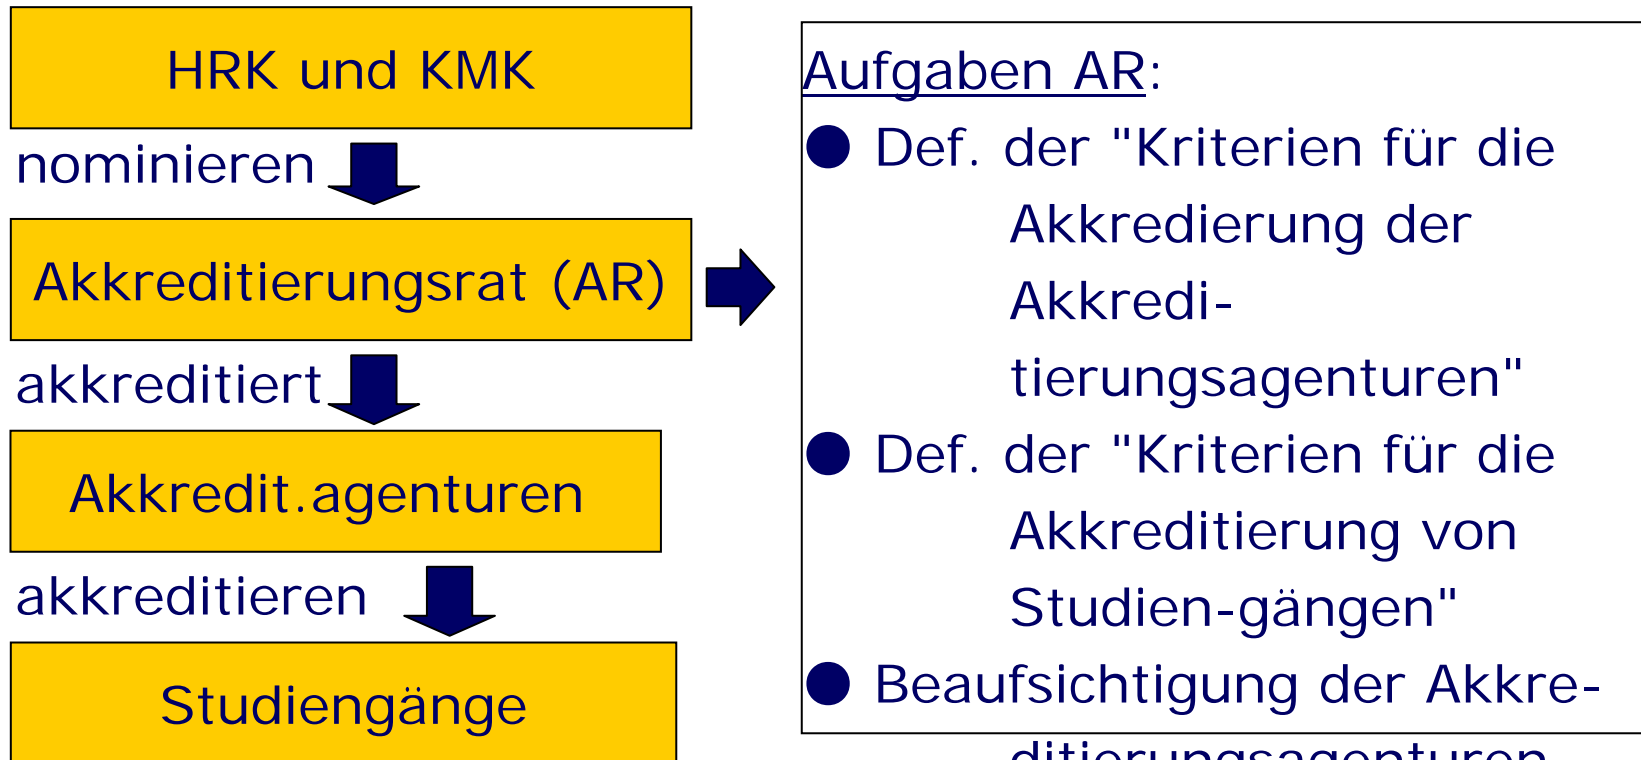 HRK und KMK
nominieren
Akkreditierungsrat (AR)
akkreditiert
Akkredit.agenturen
akkreditieren
Studiengänge
Aufgaben AR:
● Def. der "Kriterien für die
Akkredierung der
Akkredi-
tierungsagenturen"
● Def. der "Kriterien für die
Akkreditierung von
Studien-gängen"
● Beaufsichtigung der Akkre-
ditierungsagenturen